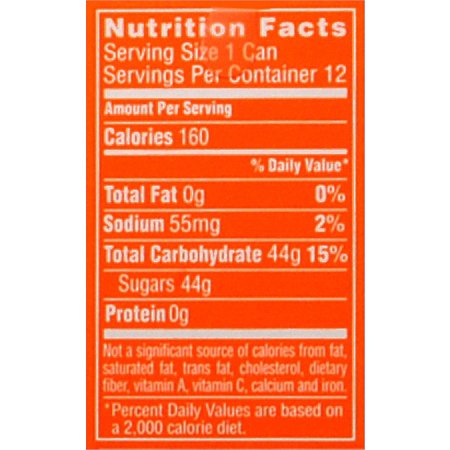 Nutrition Facts
Serving Size 1 Can
Servings Per Container 12
Amount Per Serving
Calories 160
% Daily Value*
Total Fat 0g 0%
Sodium 55mg 2%
Total Carbohydrate 44g 15%
Sugars 44g
Protein 0g
Not a significant source of calories from fat,
saturated fat, trans fat, cholesterol, dietary
fiber, vitamin A, vitamin C, calcium and iron.
*Percent Daily Values are based on
a 2,000 calorie diet.